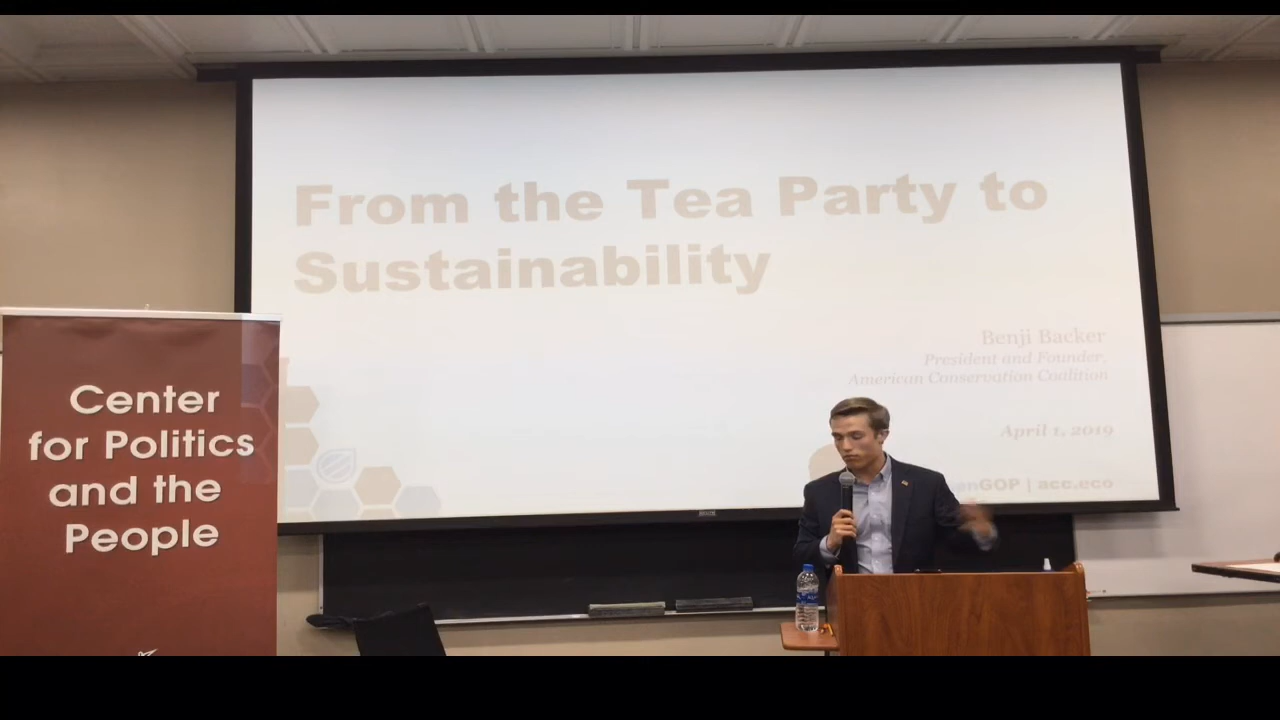 From the Tea Party to
Sustainability
Benji Backer
President and Founder,
American Conservation Coalition
April 1, 2019
GOP | acc.eco
Center
for Politics
and the
People